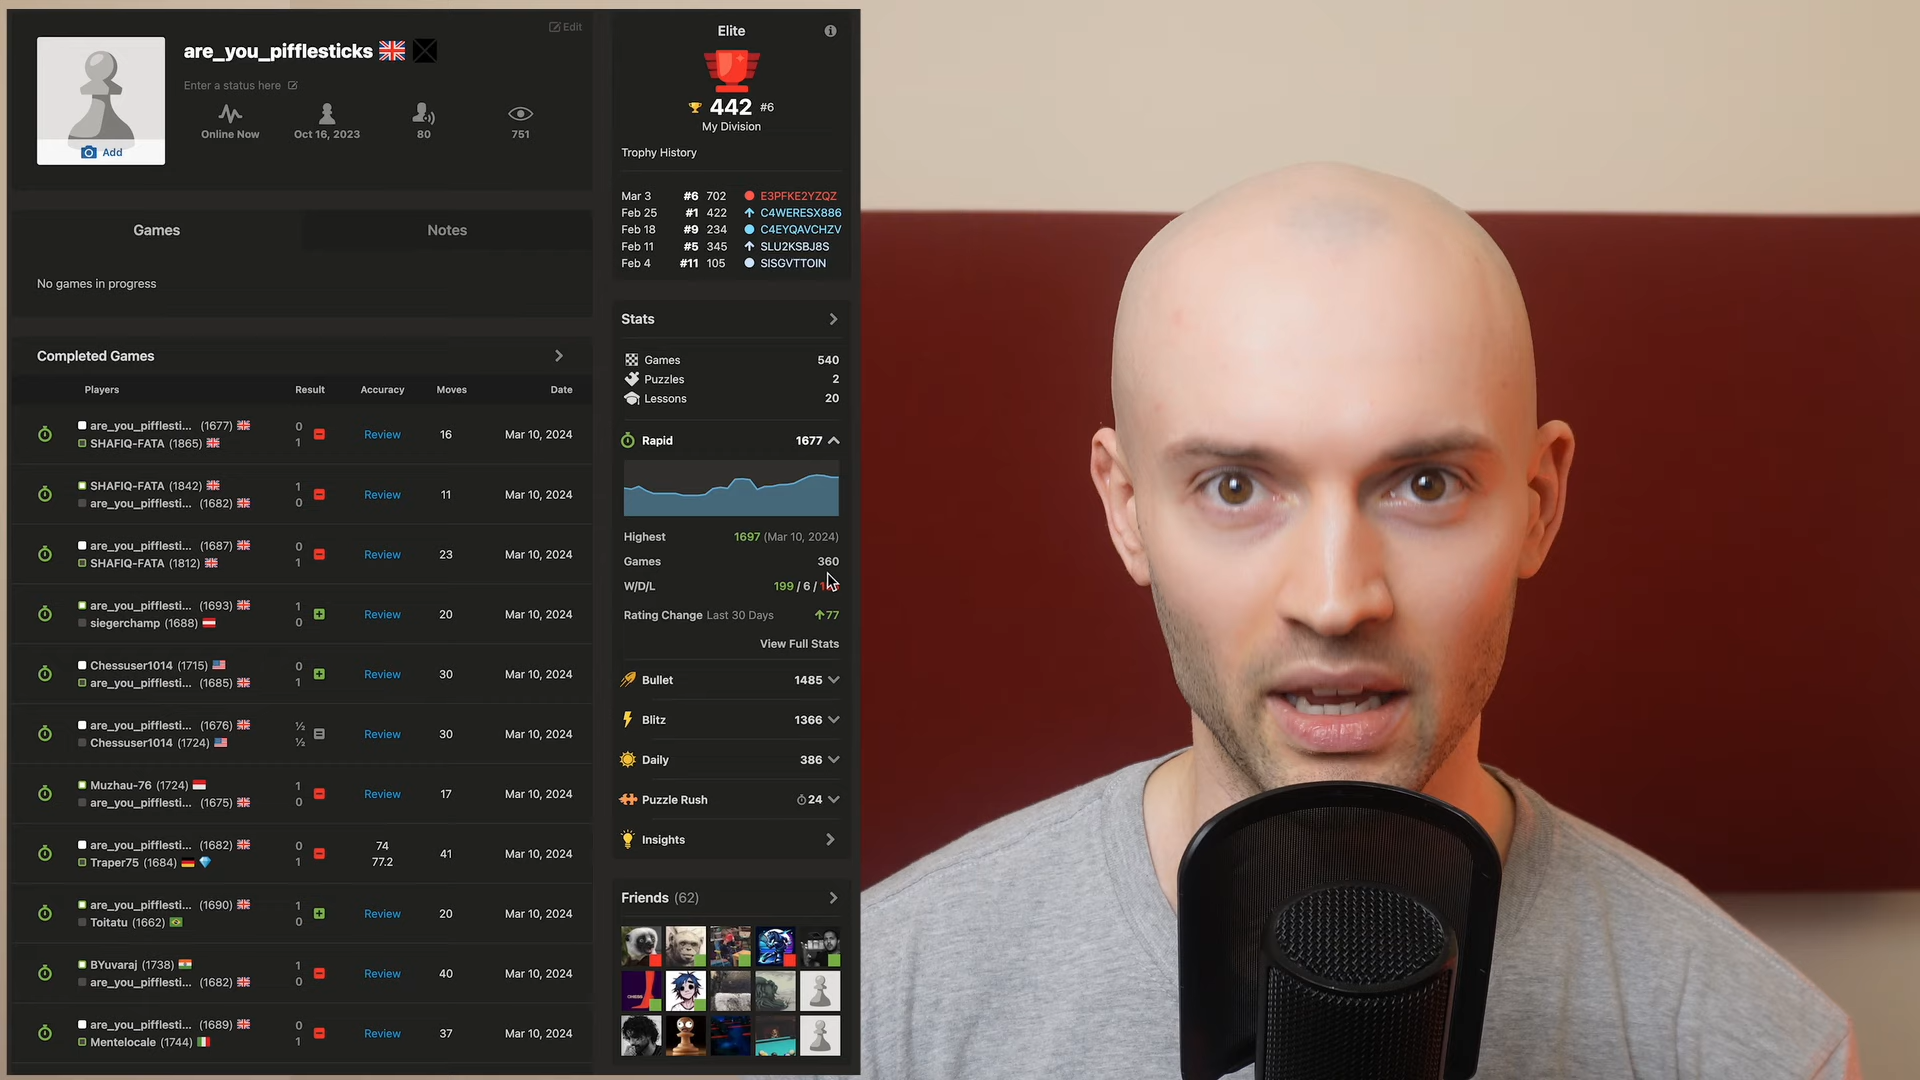 Edit
are_you_pifflesticks
Enter a status here
Online Now
Oct 16, 2023
80
751
Add
Games
Notes
No games in progress
Completed Games
Players Result Accuracy Moves Date
are_you_pifflesti... (1677) 0
SHAFIQ-FATA (1865) 1
Review 16 Mar 10, 2024
SHAFIQ-FATA (1842) 1
are_you_pifflesti... (1682) 0
Review 11 Mar 10, 2024
are_you_pifflesti... (1687) 0
SHAFIQ-FATA (1812) 1
Review 23 Mar 10, 2024
are_you_pifflesti... (1693) 1
siegerchamp (1688) 0
Review 20 Mar 10, 2024
Chessuser1014 (1715) 0
are_you_pifflesti... (1685) 1
Review 30 Mar 10, 2024
are_you_pifflesti... (1676) ½
Chessuser1014 (1724) ½
Review 30 Mar 10, 2024
Muzhau-76 (1724) 1
are_you_pifflesti... (1675) 0
Review 17 Mar 10, 2024
are_you_pifflesti... (1682) 0 74
Traper75 (1684) 1 77.2
41 Mar 10, 2024
are_you_pifflesti... (1690) 1
Toitatu (1662) 0
Review 20 Mar 10, 2024
BYuvaraj (1738) 1
are_you_pifflesti... (1682) 0
Review 40 Mar 10, 2024
are_you_pifflesti... (1689) 0
Mentelocale (1744) 1
Review 37 Mar 10, 2024
Elite
442 #6
My Division
Trophy History
Mar 3 #6 702 E3PFKE2YZQZ
Feb 25 #1 422 C4WERESX886
Feb 18 #9 234 C4EYQAVCHZV
Feb 11 #5 345 SLU2KSBJ8S
Feb 4 #11 105 SISGVTTOIN
Stats
Games 540
Puzzles 2
Lessons 20
Rapid 1677
Highest 1697 (Mar 10, 2024)
Games 360
W/D/L 199 / 6 /
Rating Change Last 30 Days 77
View Full Stats
Bullet 1485
Blitz 1366
Daily 386
Puzzle Rush 24
Insights
Friends (62)